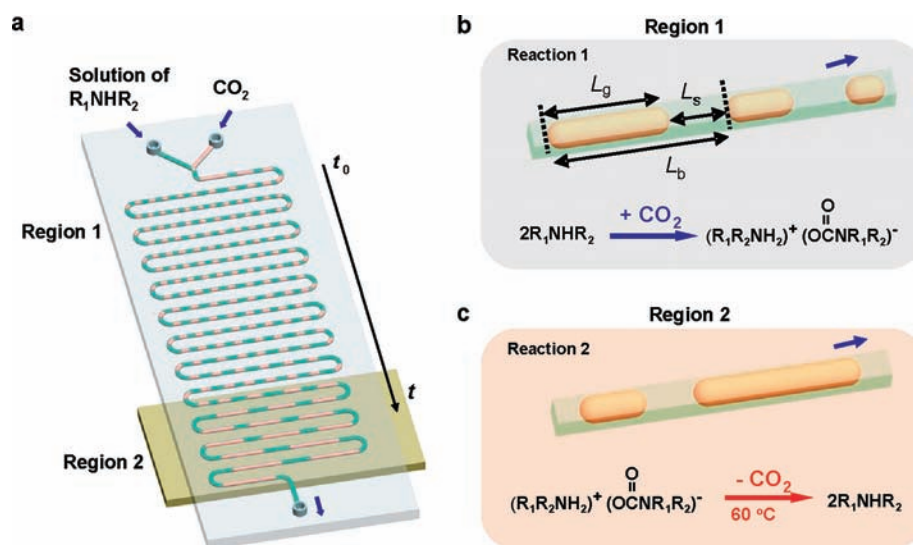 a
Solution of
R₁NHR₂
CO₂
t₀
Region 1
t
Region 2
b
Region 1
Reaction 1
Lg
Ls
Lb
2R₁NHR₂
+ CO₂
O
(R₁R₂NH₂)⁺ (OCNR₁R₂)⁻
c
Region 2
Reaction 2
O
(R₁R₂NH₂)⁺ (OCNR₁R₂)⁻
- CO₂
60 ºC
2R₁NHR₂